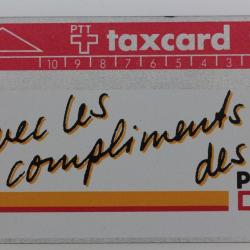 PTT
taxcard
10 9 8 7 6 5 4 3
vec les
compliments
des
P